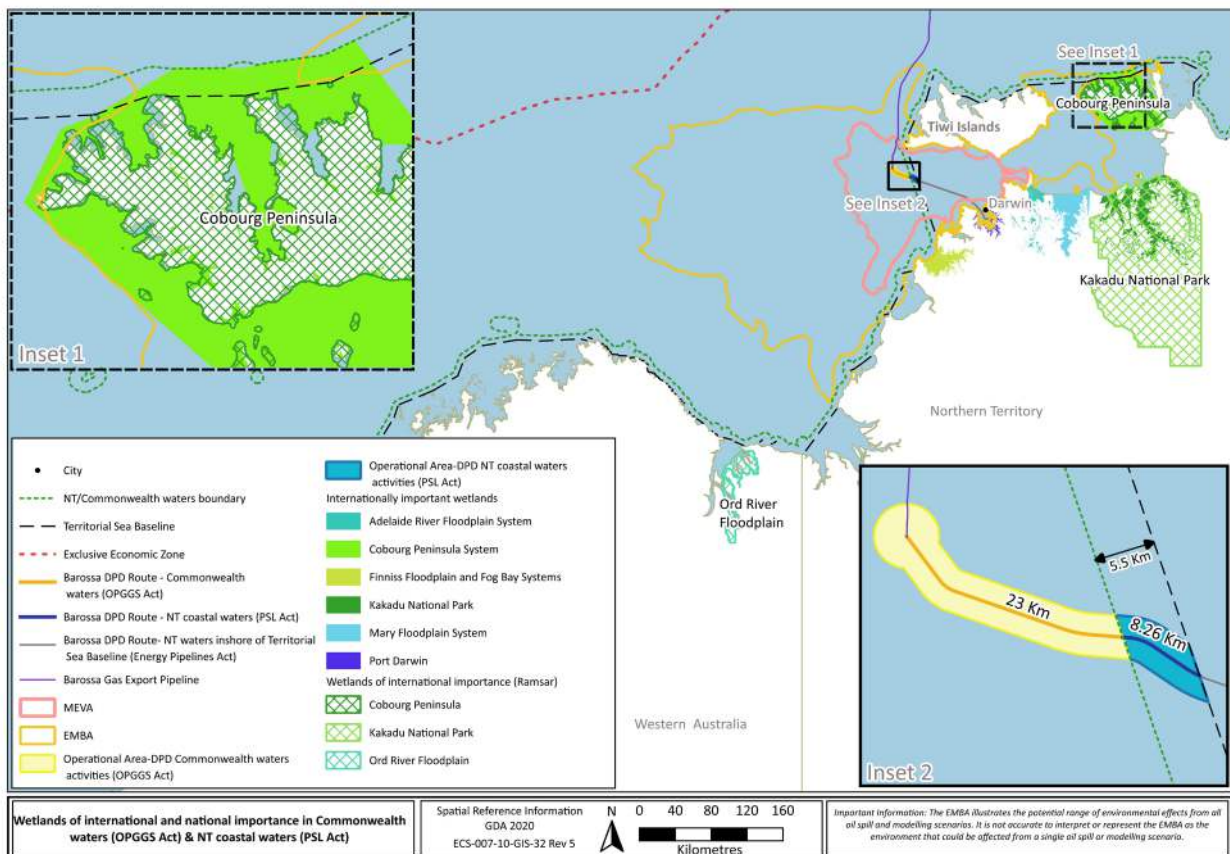 See Inset 1
Cobourg Peninsula
Tiwi Islands
Cobourg Peninsula
See Inset 2
Darwin
Kakadu National Park
Inset 1
Northern Territory
Ord River
Floodplain
Western Australia
City
NT/Commonwealth waters boundary
Territorial Sea Baseline
Exclusive Economic Zone
Barossa DPD Route - Commonwealth
waters (OPGGS Act)
Barossa DPD Route - NT coastal waters (PSL Act)
Barossa DPD Route- NT waters inshore of Territorial
Sea Baseline (Energy Pipelines Act)
Barossa Gas Export Pipeline
MEVA
EMBA
Operational Area-DPD Commonwealth waters
activities (OPGGS Act)
Operational Area-DPD NT coastal waters
activities (PSL Act)
Internationally important wetlands
Adelaide River Floodplain System
Cobourg Peninsula System
Finniss Floodplain and Fog Bay Systems
Kakadu National Park
Mary Floodplain System
Port Darwin
Wetlands of international importance (Ramsar)
Cobourg Peninsula
Kakadu National Park
Ord River Floodplain
5.5 Km
23 Km
8.26 Km
Inset 2
Wetlands of international and national importance in Commonwealth
waters (OPGGS Act) & NT coastal waters (PSL Act)
Spatial Reference Information
GDA 2020
ECS-007-10-GIS-32 Rev 5
N
0 40 80 120 160
Kilometres
Important Information: The EMBA illustrates the potential range of environmental effects from all
oil spill and modelling scenarios. It is not accurate to interpret or represent the EMBA as the
environment that could be affected from a single oil spill or modelling scenario.